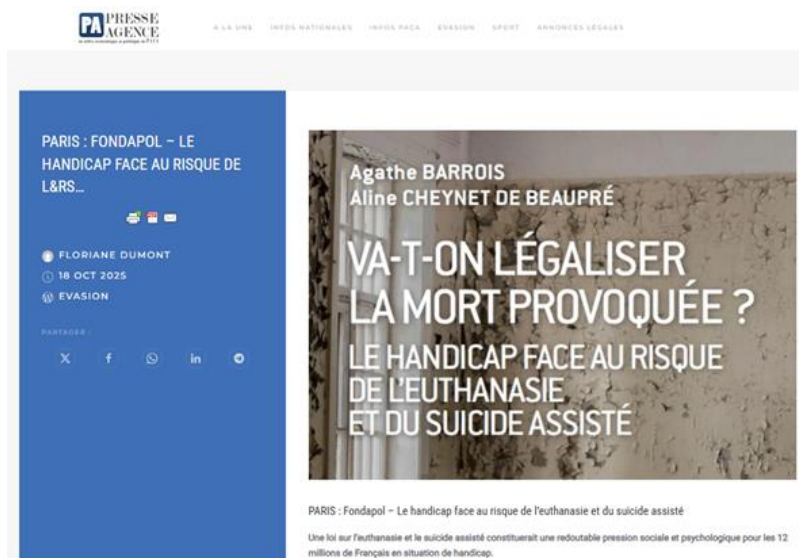 PA PRESSE
AGENCE
A LA UNE INFOS NATIONALES INFOS PACA EVASION SPORT ANNONCES LÉGALES
PARIS : FONDAPOL – LE
HANDICAP FACE AU RISQUE DE
L&RS...
FLORIANE DUMONT
18 OCT 2025
EVASION
PARTAGER :
Agathe BARROIS
Aline CHEYNET DE BEAUPRÉ
VA-T-ON LÉGALISER
LA MORT PROVOQUÉE ?
LE HANDICAP FACE AU RISQUE
DE L'EUTHANASIE
ET DU SUICIDE ASSISTÉ
PARIS : Fondapol – Le handicap face au risque de l'euthanasie et du suicide assisté
Une loi sur l'euthanasie et le suicide assisté constituerait une redoutable pression sociale et psychologique pour les 12
millions de Français en situation de handicap.